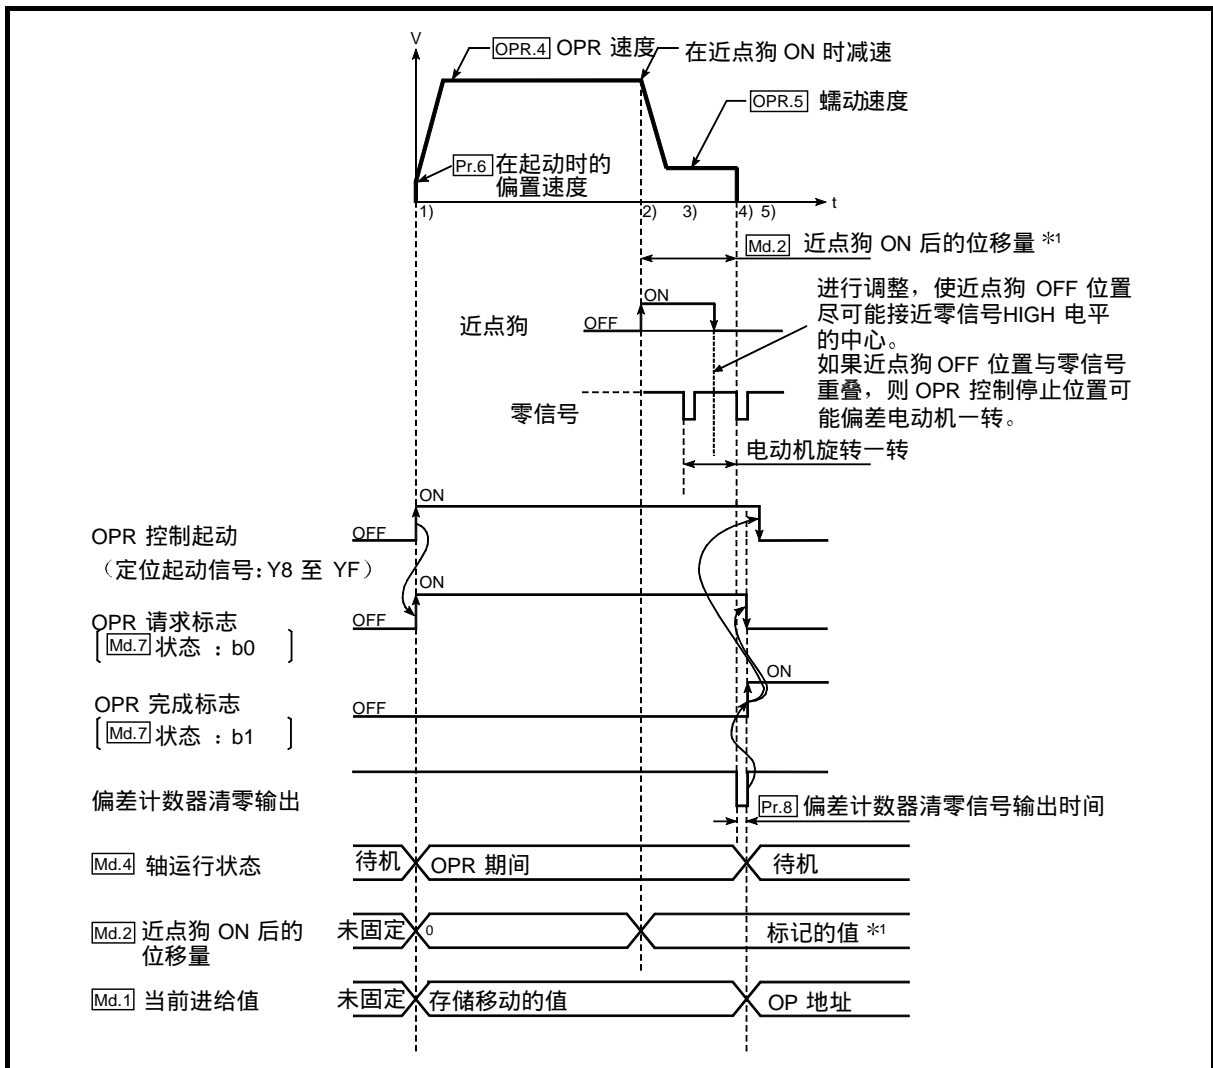 V
OPR.4 OPR 速度
在近点狗 ON 时减速
OPR.5 蠕动速度
Pr.6 在起动时的
偏置速度
t
1) 2) 3) 4) 5)
Md.2 近点狗 ON 后的位移量 *1
进行调整，使近点狗 OFF 位置
尽可能接近零信号HIGH 电平
的中心。
如果近点狗 OFF 位置与零信号
重叠，则 OPR 控制停止位置可
能偏差电动机一转。
ON
近点狗 OFF
零信号
电动机旋转一转
ON
OPR 控制起动 OFF
（定位起动信号：Y8 至 YF）
ON
OPR 请求标志 OFF
[ Md.7 状态 ：b0 ]
ON
OPR 完成标志 OFF
[ Md.7 状态 ：b1 ]
偏差计数器清零输出
Pr.8 偏差计数器清零信号输出时间
Md.4 轴运行状态 待机 OPR 期间 待机
Md.2 近点狗 ON 后的 未固定 0 标记的值 *1
位移量
Md.1 当前进给值 未固定 存储移动的值 OP 地址